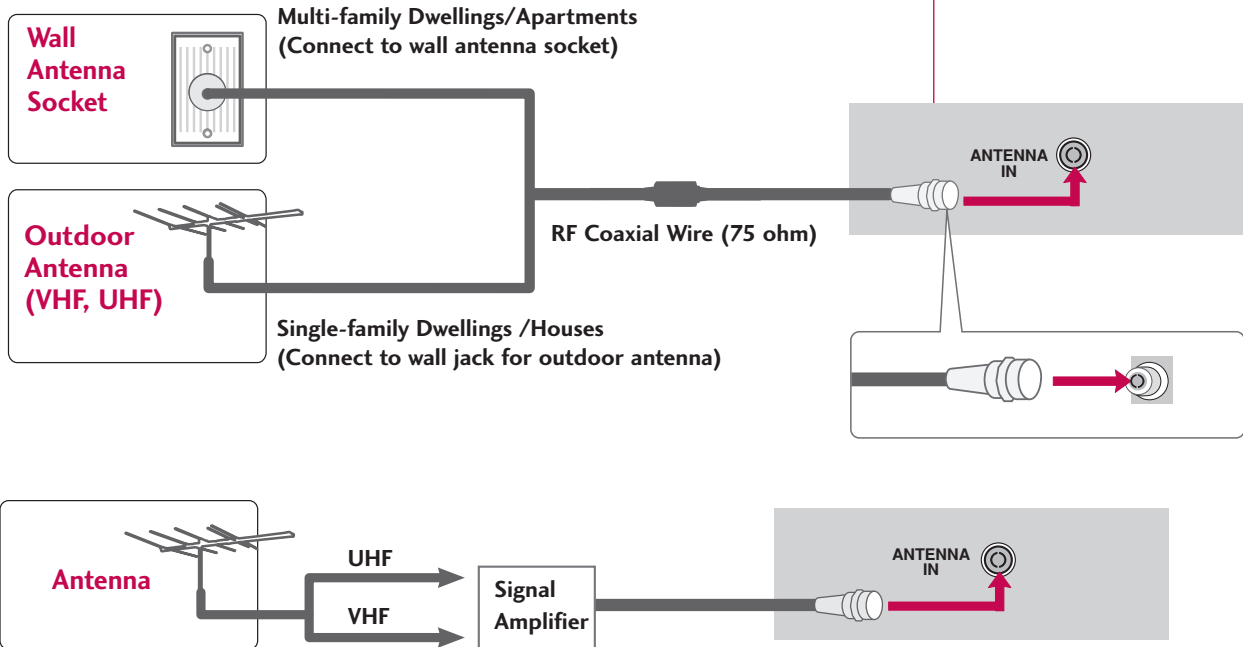 Multi-family Dwellings/Apartments
(Connect to wall antenna socket)
Wall
Antenna
Socket
ANTENNA
IN
RF Coaxial Wire (75 ohm)
Outdoor
Antenna
(VHF, UHF)
Single-family Dwellings /Houses
(Connect to wall jack for outdoor antenna)
Antenna
UHF
VHF
Signal
Amplifier
ANTENNA
IN